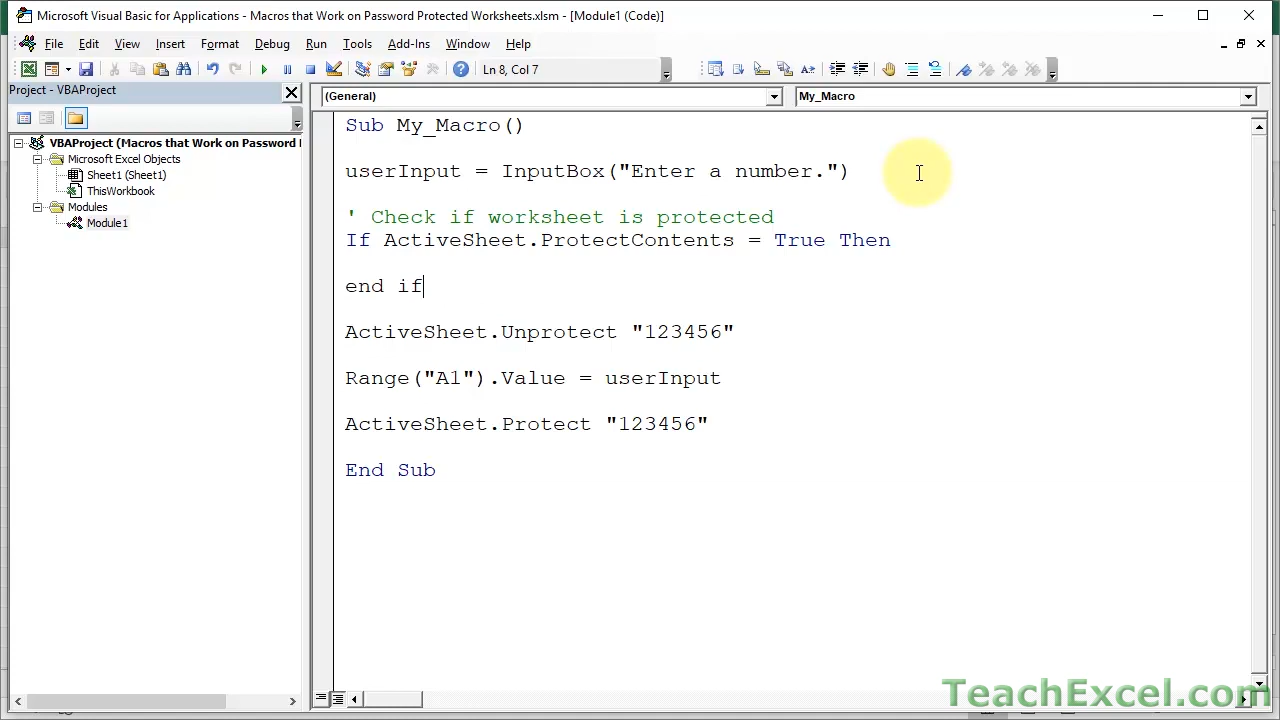 Microsoft Visual Basic for Applications - Macros that Work on Password Protected Worksheets.xlsm - [Module1 (Code)]
File Edit View Insert Format Debug Run Tools Add-Ins Window Help
Ln 8, Col 7
Project - VBAProject
(General) My_Macro
VBAProject (Macros that Work on Password
Microsoft Excel Objects
Sheet1 (Sheet1)
ThisWorkbook
Modules
Module1
Sub My_Macro()
userInput = InputBox("Enter a number.")
' Check if worksheet is protected
If ActiveSheet.ProtectContents = True Then
end if
ActiveSheet.Unprotect "123456"
Range("A1").Value = userInput
ActiveSheet.Protect "123456"
End Sub
TeachExcel.com